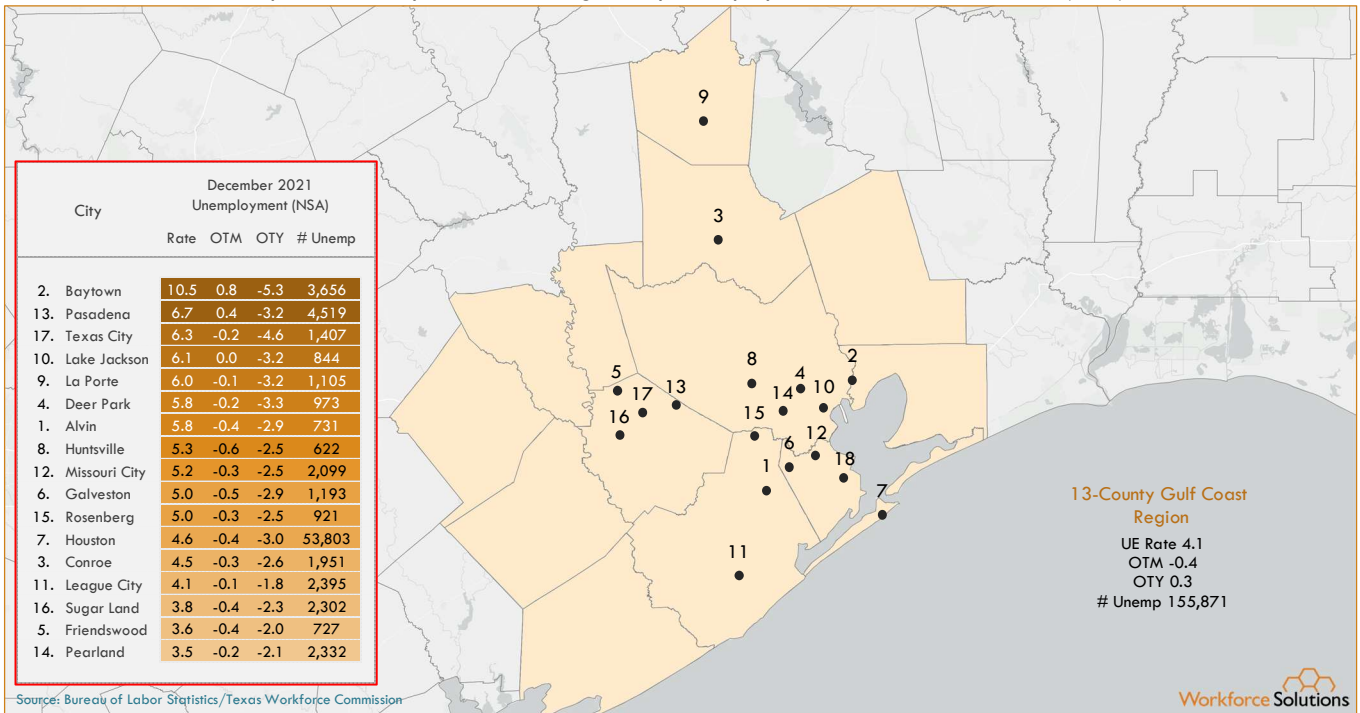 December 2021
Unemployment (NSA)
City
Rate OTM OTY # Unemp
2. Baytown 10.5 0.8 -5.3 3,656
13. Pasadena 6.7 0.4 -3.2 4,519
17. Texas City 6.3 -0.2 -4.6 1,407
10. Lake Jackson 6.1 0.0 -3.2 844
9. La Porte 6.0 -0.1 -3.2 1,105
4. Deer Park 5.8 -0.2 -3.3 973
1. Alvin 5.8 -0.4 -2.9 731
8. Huntsville 5.3 -0.6 -2.5 622
12. Missouri City 5.2 -0.3 -2.5 2,099
6. Galveston 5.0 -0.5 -2.9 1,193
15. Rosenberg 5.0 -0.3 -2.5 921
7. Houston 4.6 -0.4 -3.0 53,803
3. Conroe 4.5 -0.3 -2.6 1,951
11. League City 4.1 -0.1 -1.8 2,395
16. Sugar Land 3.8 -0.4 -2.3 2,302
5. Friendswood 3.6 -0.4 -2.0 727
14. Pearland 3.5 -0.2 -2.1 2,332
Source: Bureau of Labor Statistics/Texas Workforce Commission
9
3
8
2
5
4
13
17
14
10
16
15
12
6
1
18
7
11
13-County Gulf Coast
Region
UE Rate 4.1
OTM -0.4
OTY 0.3
# Unemp 155,871
Workforce Solutions